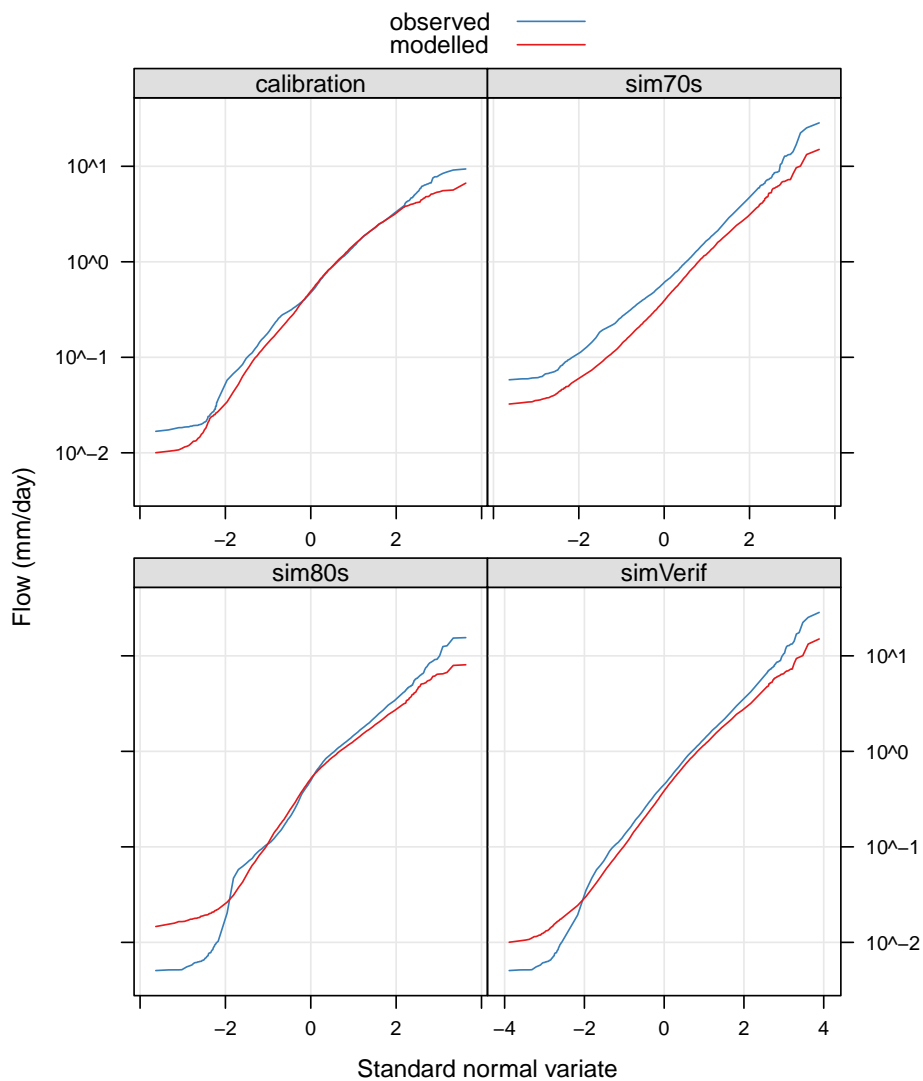 observed
modelled
calibration sim70s
10^1
10^0
10^−1
10^−2
−2 0 2 −2 0 2
Flow (mm/day)
sim80s simVerif
10^1
10^0
10^−1
10^−2
−2 0 2 −4 −2 0 2 4
Standard normal variate